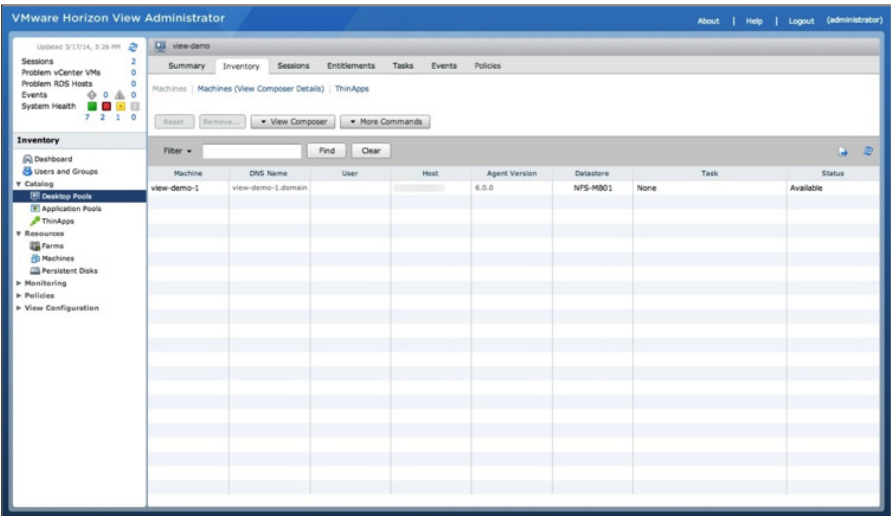 VMware Horizon View Administrator
About | Help | Logout (administrator)
Updated 3/17/14, 3:26 PM
Sessions 2
Problem vCenter VMs 0
Problem RDS Hosts 0
Events 0 0
System Health
7 2 1 0
Inventory
Dashboard
Users and Groups
Catalog
Desktop Pools
Application Pools
ThinApps
Resources
Farms
Machines
Persistent Disks
Monitoring
Policies
View Configuration
view-demo
Summary Inventory Sessions Entitlements Tasks Events Policies
Machines | Machines (View Composer Details) | ThinApps
Reset Remove... View Composer More Commands
Filter Find Clear
Machine DNS Name User Host Agent Version Datastore Task Status
view-demo-1 view-demo-1.domain 6.0.0 NFS-MB01 None Available